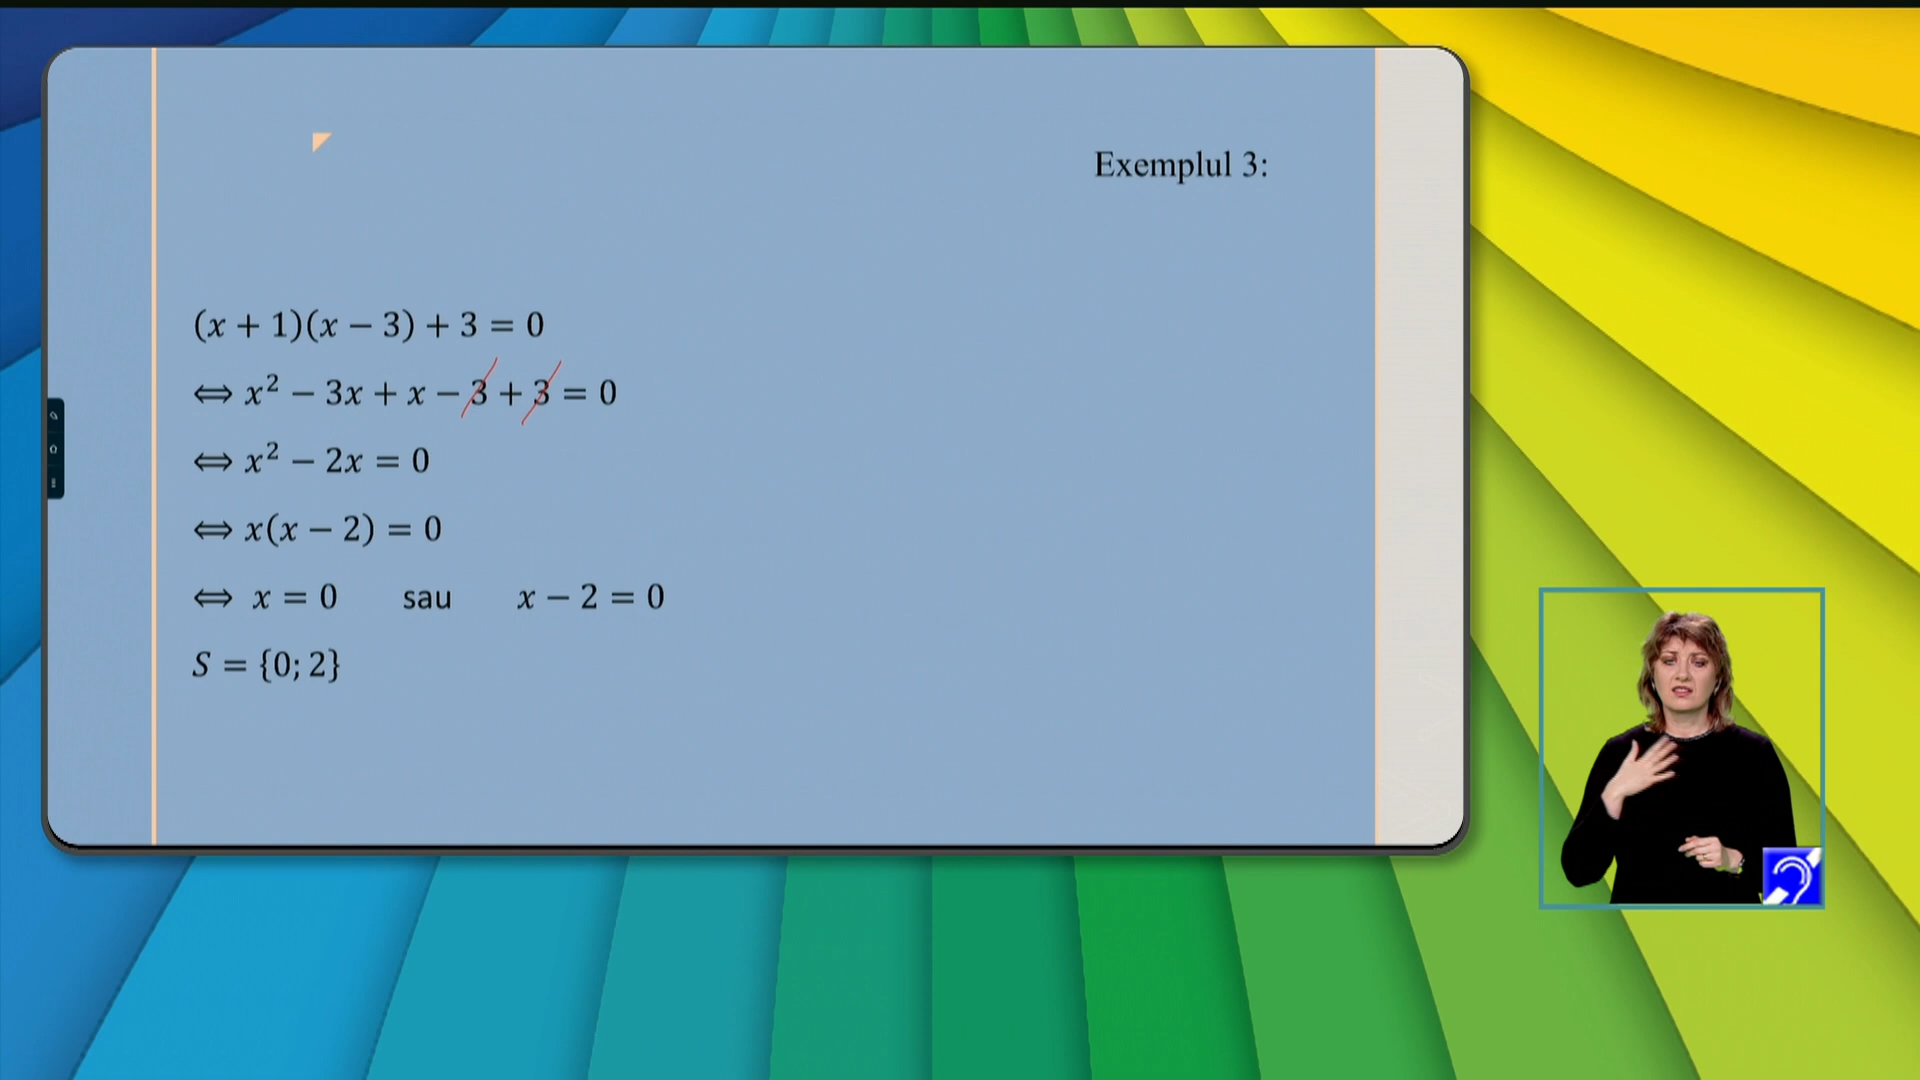 Exemplul 3:
(x + 1)(x − 3) + 3 = 0
⟺ x² − 3x + x − 3 + 3 = 0
⟺ x² − 2x = 0
⟺ x(x − 2) = 0
⟺ x = 0 sau x − 2 = 0
S = {0; 2}